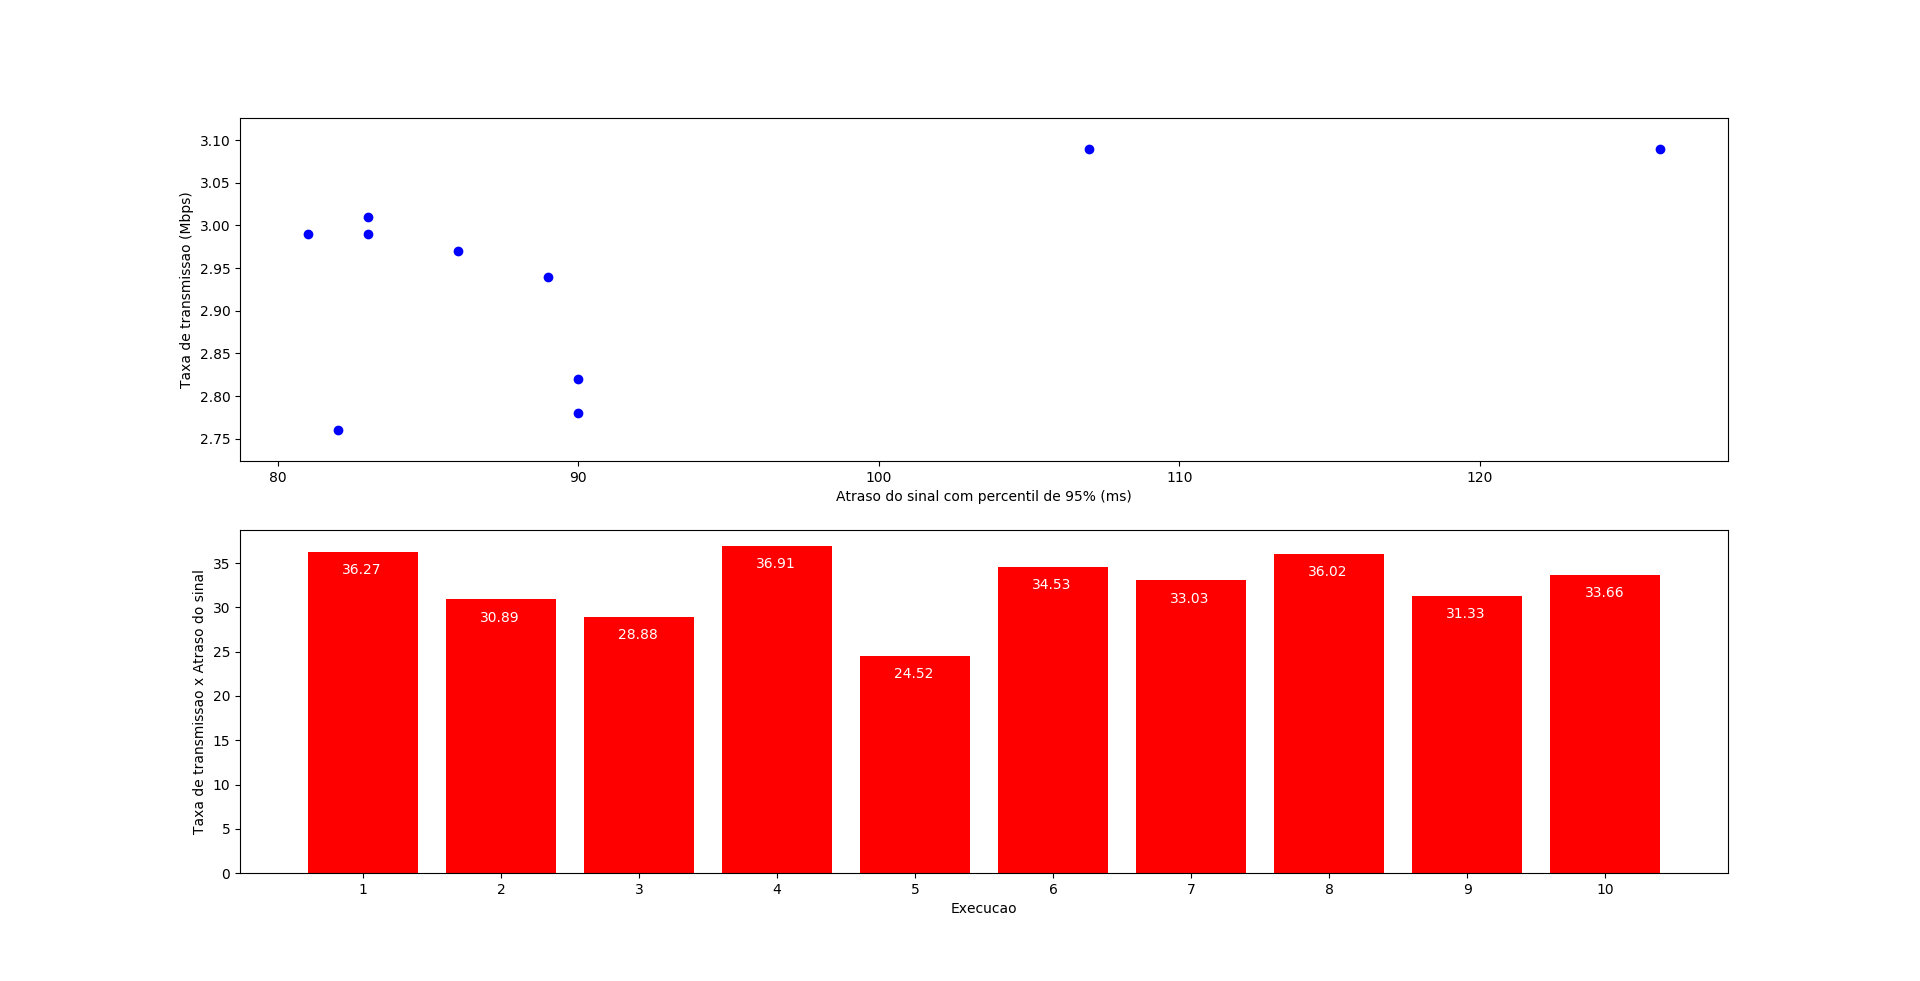 3.10
3.05
3.00
2.95
2.90
2.85
2.80
2.75
Taxa de transmissao (Mbps)
80 90 100 110 120
Atraso do sinal com percentil de 95% (ms)
35
30
25
20
15
10
5
0
Taxa de transmissao x Atraso do sinal
36.27 30.89 28.88 36.91 24.52 34.53 33.03 36.02 31.33 33.66
1 2 3 4 5 6 7 8 9 10
Execucao